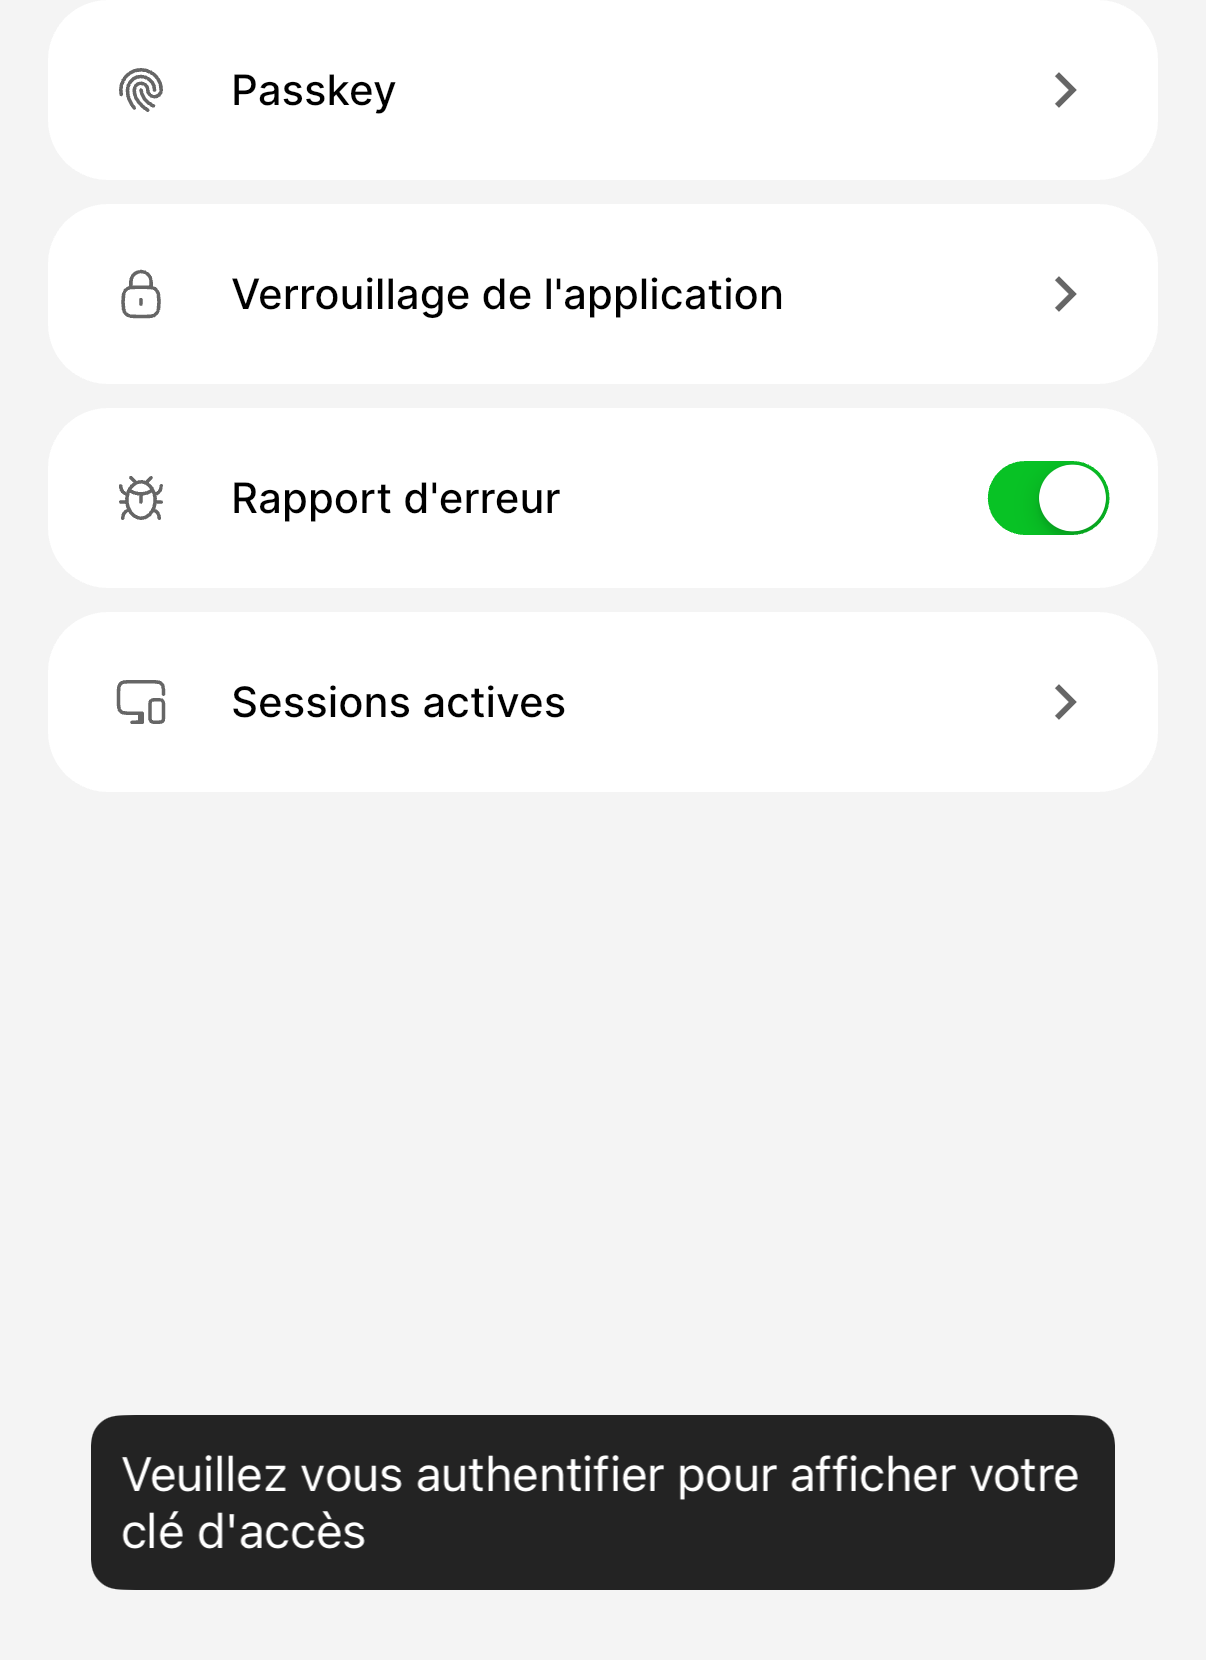 Passkey
Verrouillage de l'application
Rapport d'erreur
Sessions actives
Veuillez vous authentifier pour afficher votre
clé d'accès